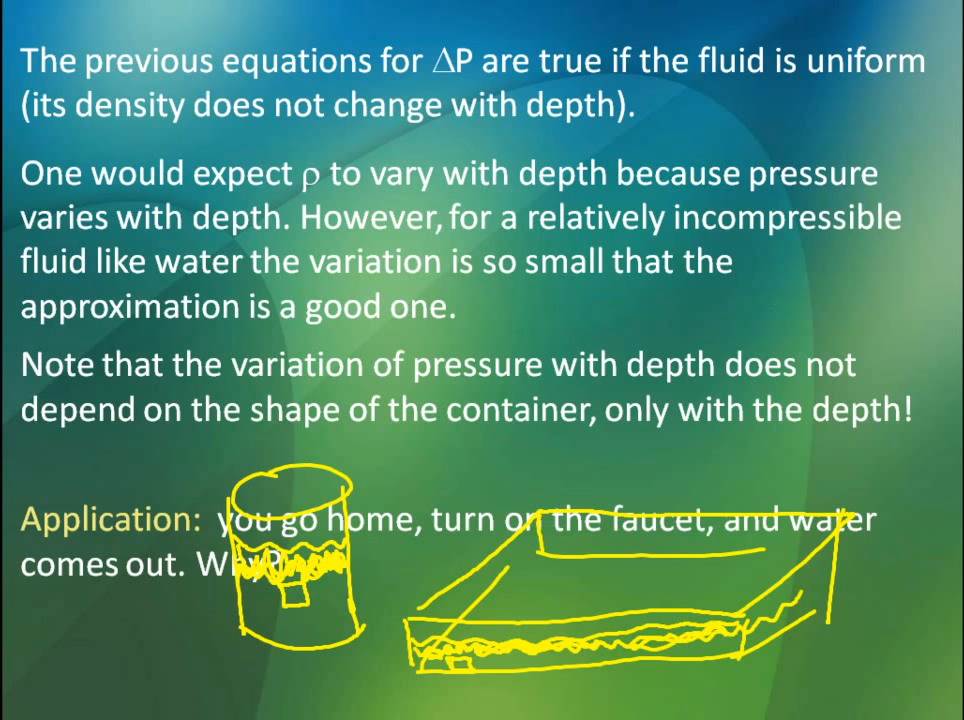 The previous equations for ΔP are true if the fluid is uniform
(its density does not change with depth).
One would expect ρ to vary with depth because pressure
varies with depth. However, for a relatively incompressible
fluid like water the variation is so small that the
approximation is a good one.
Note that the variation of pressure with depth does not
depend on the shape of the container, only with the depth!
Application: you go home, turn on the faucet, and water
comes out. Why?